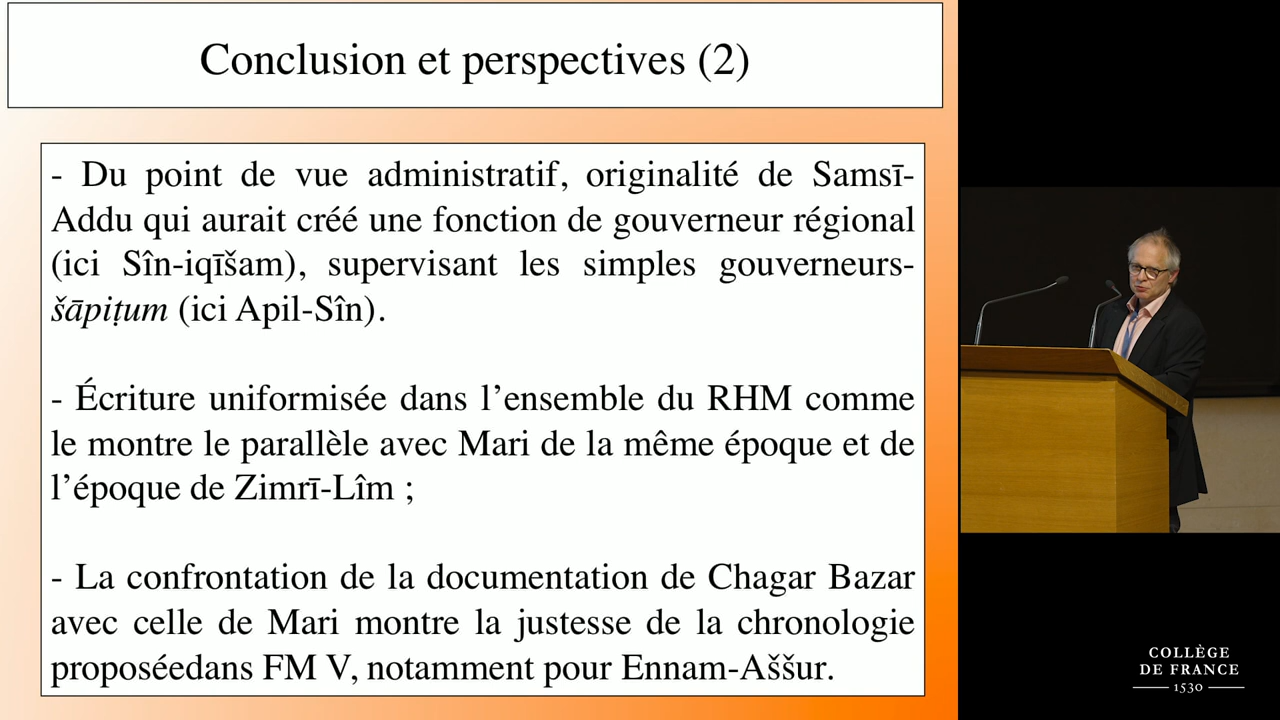 Conclusion et perspectives (2)
- Du point de vue administratif, originalité de Samsī-
Addu qui aurait créé une fonction de gouverneur régional
(ici Sîn-iqīšam), supervisant les simples gouverneurs-
šāpiṭum (ici Apil-Sîn).
- Écriture uniformisée dans l’ensemble du RHM comme
le montre le parallèle avec Mari de la même époque et de
l’époque de Zimrī-Lîm ;
- La confrontation de la documentation de Chagar Bazar
avec celle de Mari montre la justesse de la chronologie
proposéedans FM V, notamment pour Ennam-Aššur.
COLLÈGE
DE FRANCE
1530